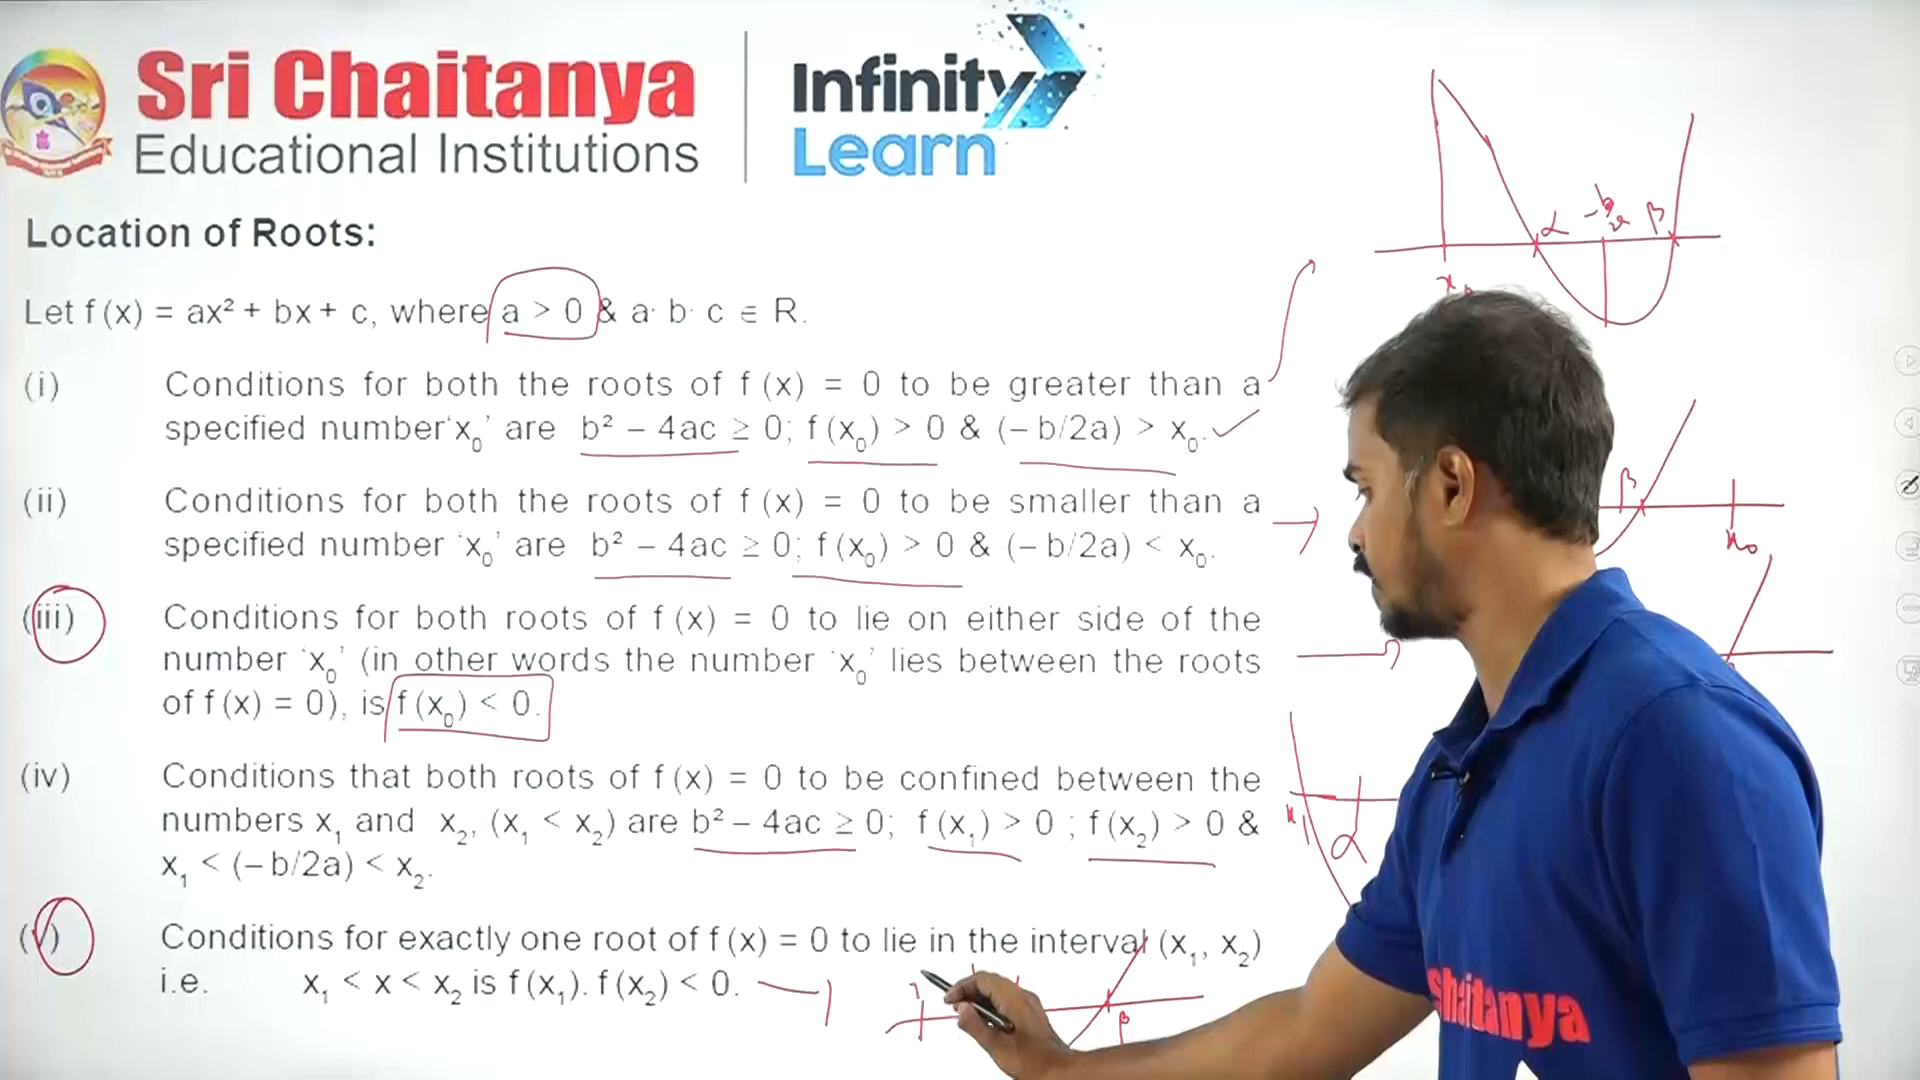 Sri Chaitanya
Educational Institutions
Infinity
Learn
Location of Roots:
Let f (x) = ax² + bx + c, where a > 0 & a· b· c ∈ R.
(i) Conditions for both the roots of f (x) = 0 to be greater than a
specified number‘x₀’ are b² – 4ac ≥ 0; f (x₀) > 0 & (– b/2a) > x₀.
(ii) Conditions for both the roots of f (x) = 0 to be smaller than a
specified number ‘x₀’ are b² – 4ac ≥ 0; f (x₀) > 0 & (– b/2a) < x₀.
(iii) Conditions for both roots of f (x) = 0 to lie on either side of the
number ‘x₀’ (in other words the number ‘x₀’ lies between the roots
of f (x) = 0), is f (x₀) < 0.
(iv) Conditions that both roots of f (x) = 0 to be confined between the
numbers x₁ and x₂, (x₁ < x₂) are b² – 4ac ≥ 0; f (x₁) > 0 ; f (x₂) > 0 &
x₁ < (– b/2a) < x₂.
(v) Conditions for exactly one root of f (x) = 0 to lie in the interval (x₁, x₂)
i.e. x₁ < x < x₂ is f (x₁). f (x₂) < 0.
α -b/2a β
β
x₀
x₁ α
β
chaitanya